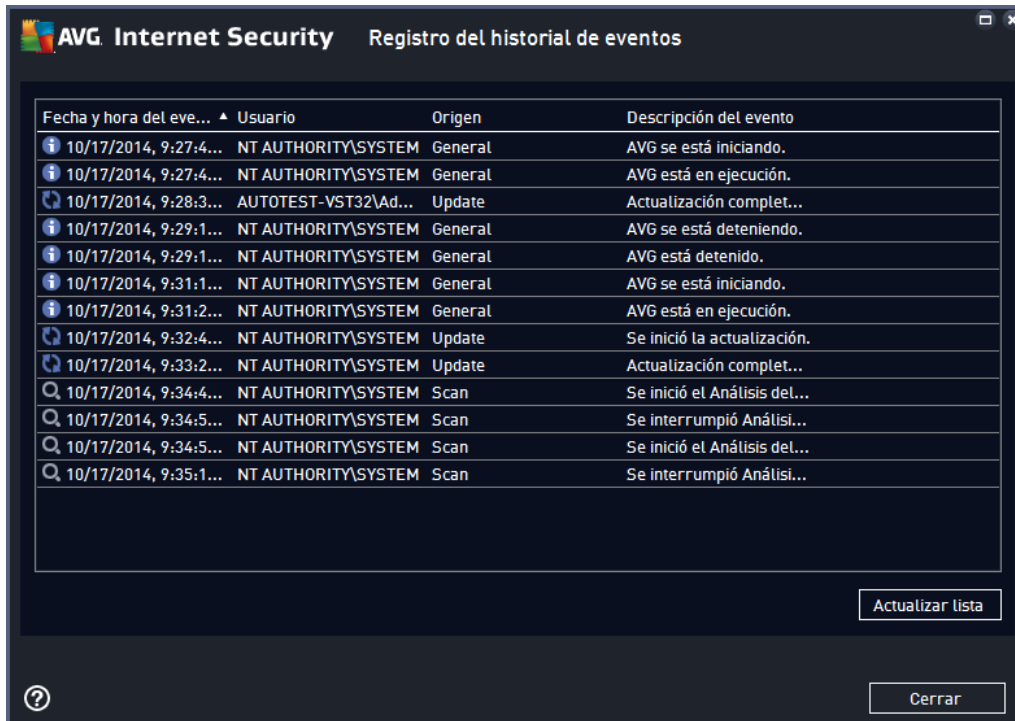 AVG Internet Security Registro del historial de eventos
Fecha y hora del eve... Usuario Origen Descripción del evento
10/17/2014, 9:27:4... NT AUTHORITY\SYSTEM General AVG se está iniciando.
10/17/2014, 9:27:4... NT AUTHORITY\SYSTEM General AVG está en ejecución.
10/17/2014, 9:28:3... AUTOTEST-VST32\Ad... Update Actualización complet...
10/17/2014, 9:29:1... NT AUTHORITY\SYSTEM General AVG se está deteniendo.
10/17/2014, 9:29:1... NT AUTHORITY\SYSTEM General AVG está detenido.
10/17/2014, 9:31:1... NT AUTHORITY\SYSTEM General AVG se está iniciando.
10/17/2014, 9:31:2... NT AUTHORITY\SYSTEM General AVG está en ejecución.
10/17/2014, 9:32:4... NT AUTHORITY\SYSTEM Update Se inició la actualización.
10/17/2014, 9:33:2... NT AUTHORITY\SYSTEM Update Actualización complet...
10/17/2014, 9:34:4... NT AUTHORITY\SYSTEM Scan Se inició el Análisis del...
10/17/2014, 9:34:5... NT AUTHORITY\SYSTEM Scan Se interrumpió Análisi...
10/17/2014, 9:34:5... NT AUTHORITY\SYSTEM Scan Se inició el Análisis del...
10/17/2014, 9:35:1... NT AUTHORITY\SYSTEM Scan Se interrumpió Análisi...
Actualizar lista
Cerrar